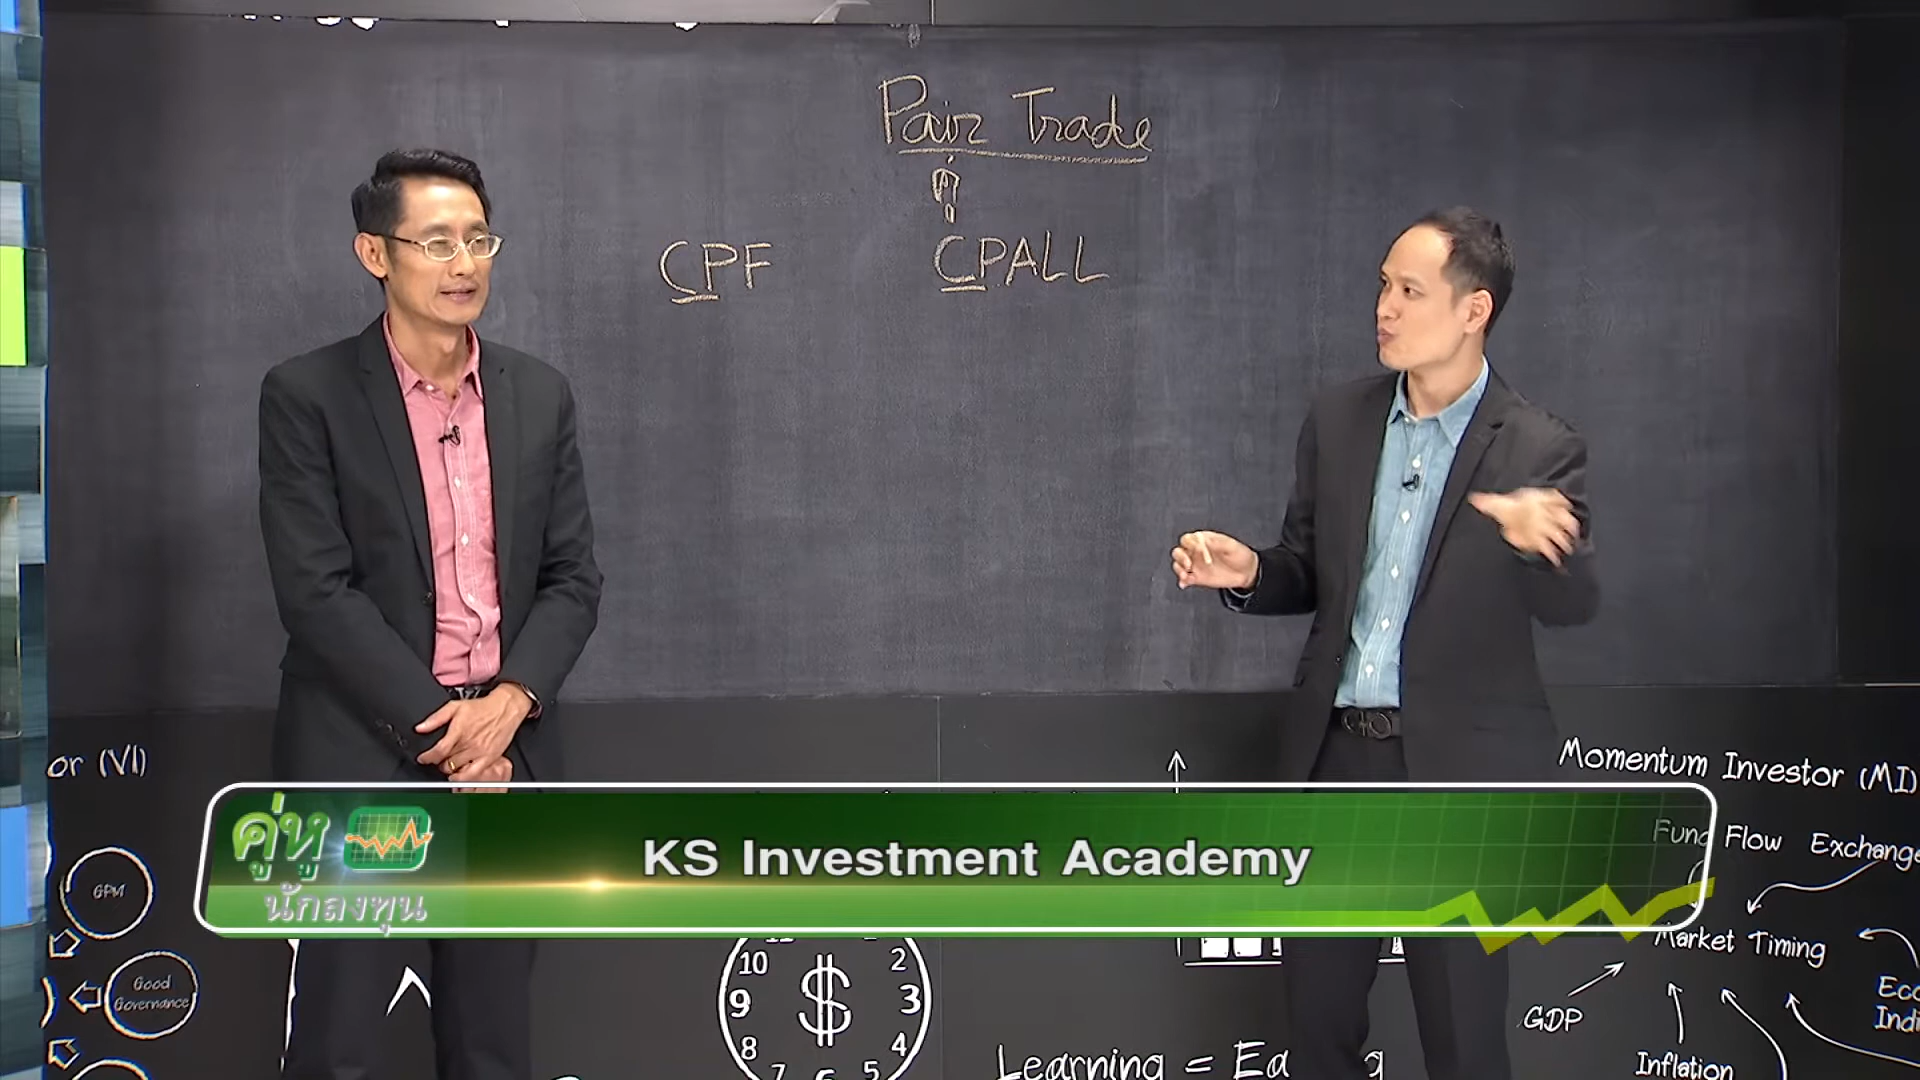 Pair Trade
คู่
CPF CPALL
or (VI)
Momentum Investor (MI)
Fund Flow Exchange
คู่หู
นักลงทุน
KS Investment Academy
GPM
Market Timing
Good
Governance
GDP
Inflation
10
9
8
7
2
3
4
5
$
Learning =